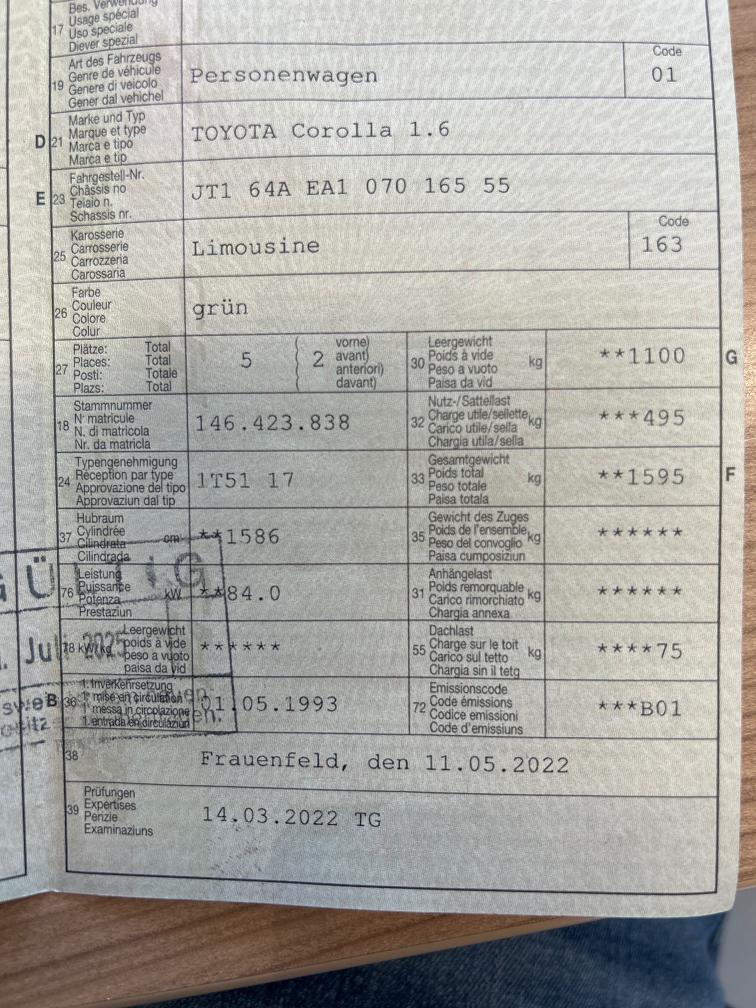 Bes. Verwendung
Usage spécial
17 Uso speciale
Diever spezial
Art des Fahrzeugs
Genre de véhicule
19 Genere di veicolo
Gener dal vehichel
Personenwagen
Code
01
Marke und Typ
D 21 Marque et type
Marca e tipo
Marca e tip
TOYOTA Corolla 1.6
Fahrgestell-Nr.
E 23 Châssis no
Telaio n.
Schassis nr.
JT1 64A EA1 070 165 55
Karosserie
25 Carrosserie
Carrozzeria
Carossaria
Limousine
Code
163
Farbe
26 Couleur
Colore
Colur
grün
27 Plätze: Total
Places: Total
Posti: Totale
Plazs: Total
5 ( 2 vorne)
avant)
anteriori)
davant)
30 Leergewicht
Poids à vide kg
Peso a vuoto
Paisa da vid
**1100 G
18 Stammnummer
N° matricule
N. di matricola
Nr. da matricla
146.423.838
32 Nutz-/Sattellast
Charge utile/sellette kg
Carico utile/sella
Chargia utila/sella
***495
24 Typengenehmigung
Réception par type
Approvazione del tipo
Approvaziun dal tip
1T51 17
33 Gesamtgewicht
Poids total kg
Peso totale
Paisa totala
**1595 F
37 Hubraum
Cylindrée cm³
Cilindrata
Cilindrada
**1586
35 Gewicht des Zuges
Poids de l'ensemble kg
Peso del convoglio
Paisa cumposiziun
******
76 Leistung
Puissance kW
Potenza
Prestaziun
**84.0
31 Anhängelast
Poids remorquable kg
Carico rimorchiato
Chargia annexa
******
78 kW/kg Leergewicht
poids à vide
peso a vuoto
paisa da vid
******
55 Dachlast
Charge sur le toit kg
Carico sul tetto
Chargia sin il tetg
****75
B 36 1. Inverkehrsetzung
1re mise en circulation
1a messa in circolazione
1. entrada en circulaziun
01.05.1993
72 Emissionscode
Code émissions
Codice emissioni
Code d'emissiuns
***B01
38
Frauenfeld, den 11.05.2022
39 Prüfungen
Expertises
Perizie
Examinaziuns
14.03.2022 TG
GÜLTIG
Juli 2025